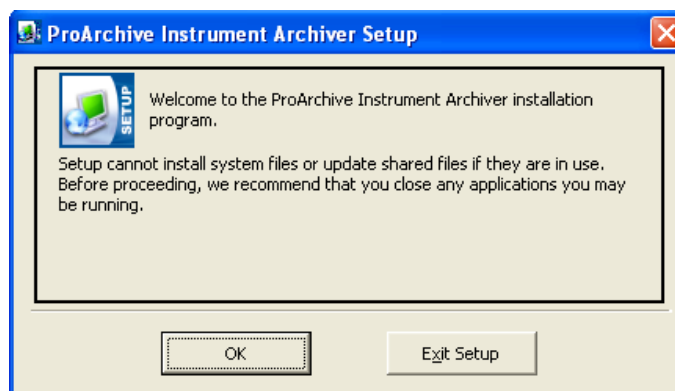 ProArchive Instrument Archiver Setup
SETUP
Welcome to the ProArchive Instrument Archiver installation
program.
Setup cannot install system files or update shared files if they are in use.
Before proceeding, we recommend that you close any applications you may
be running.
OK
Exit Setup